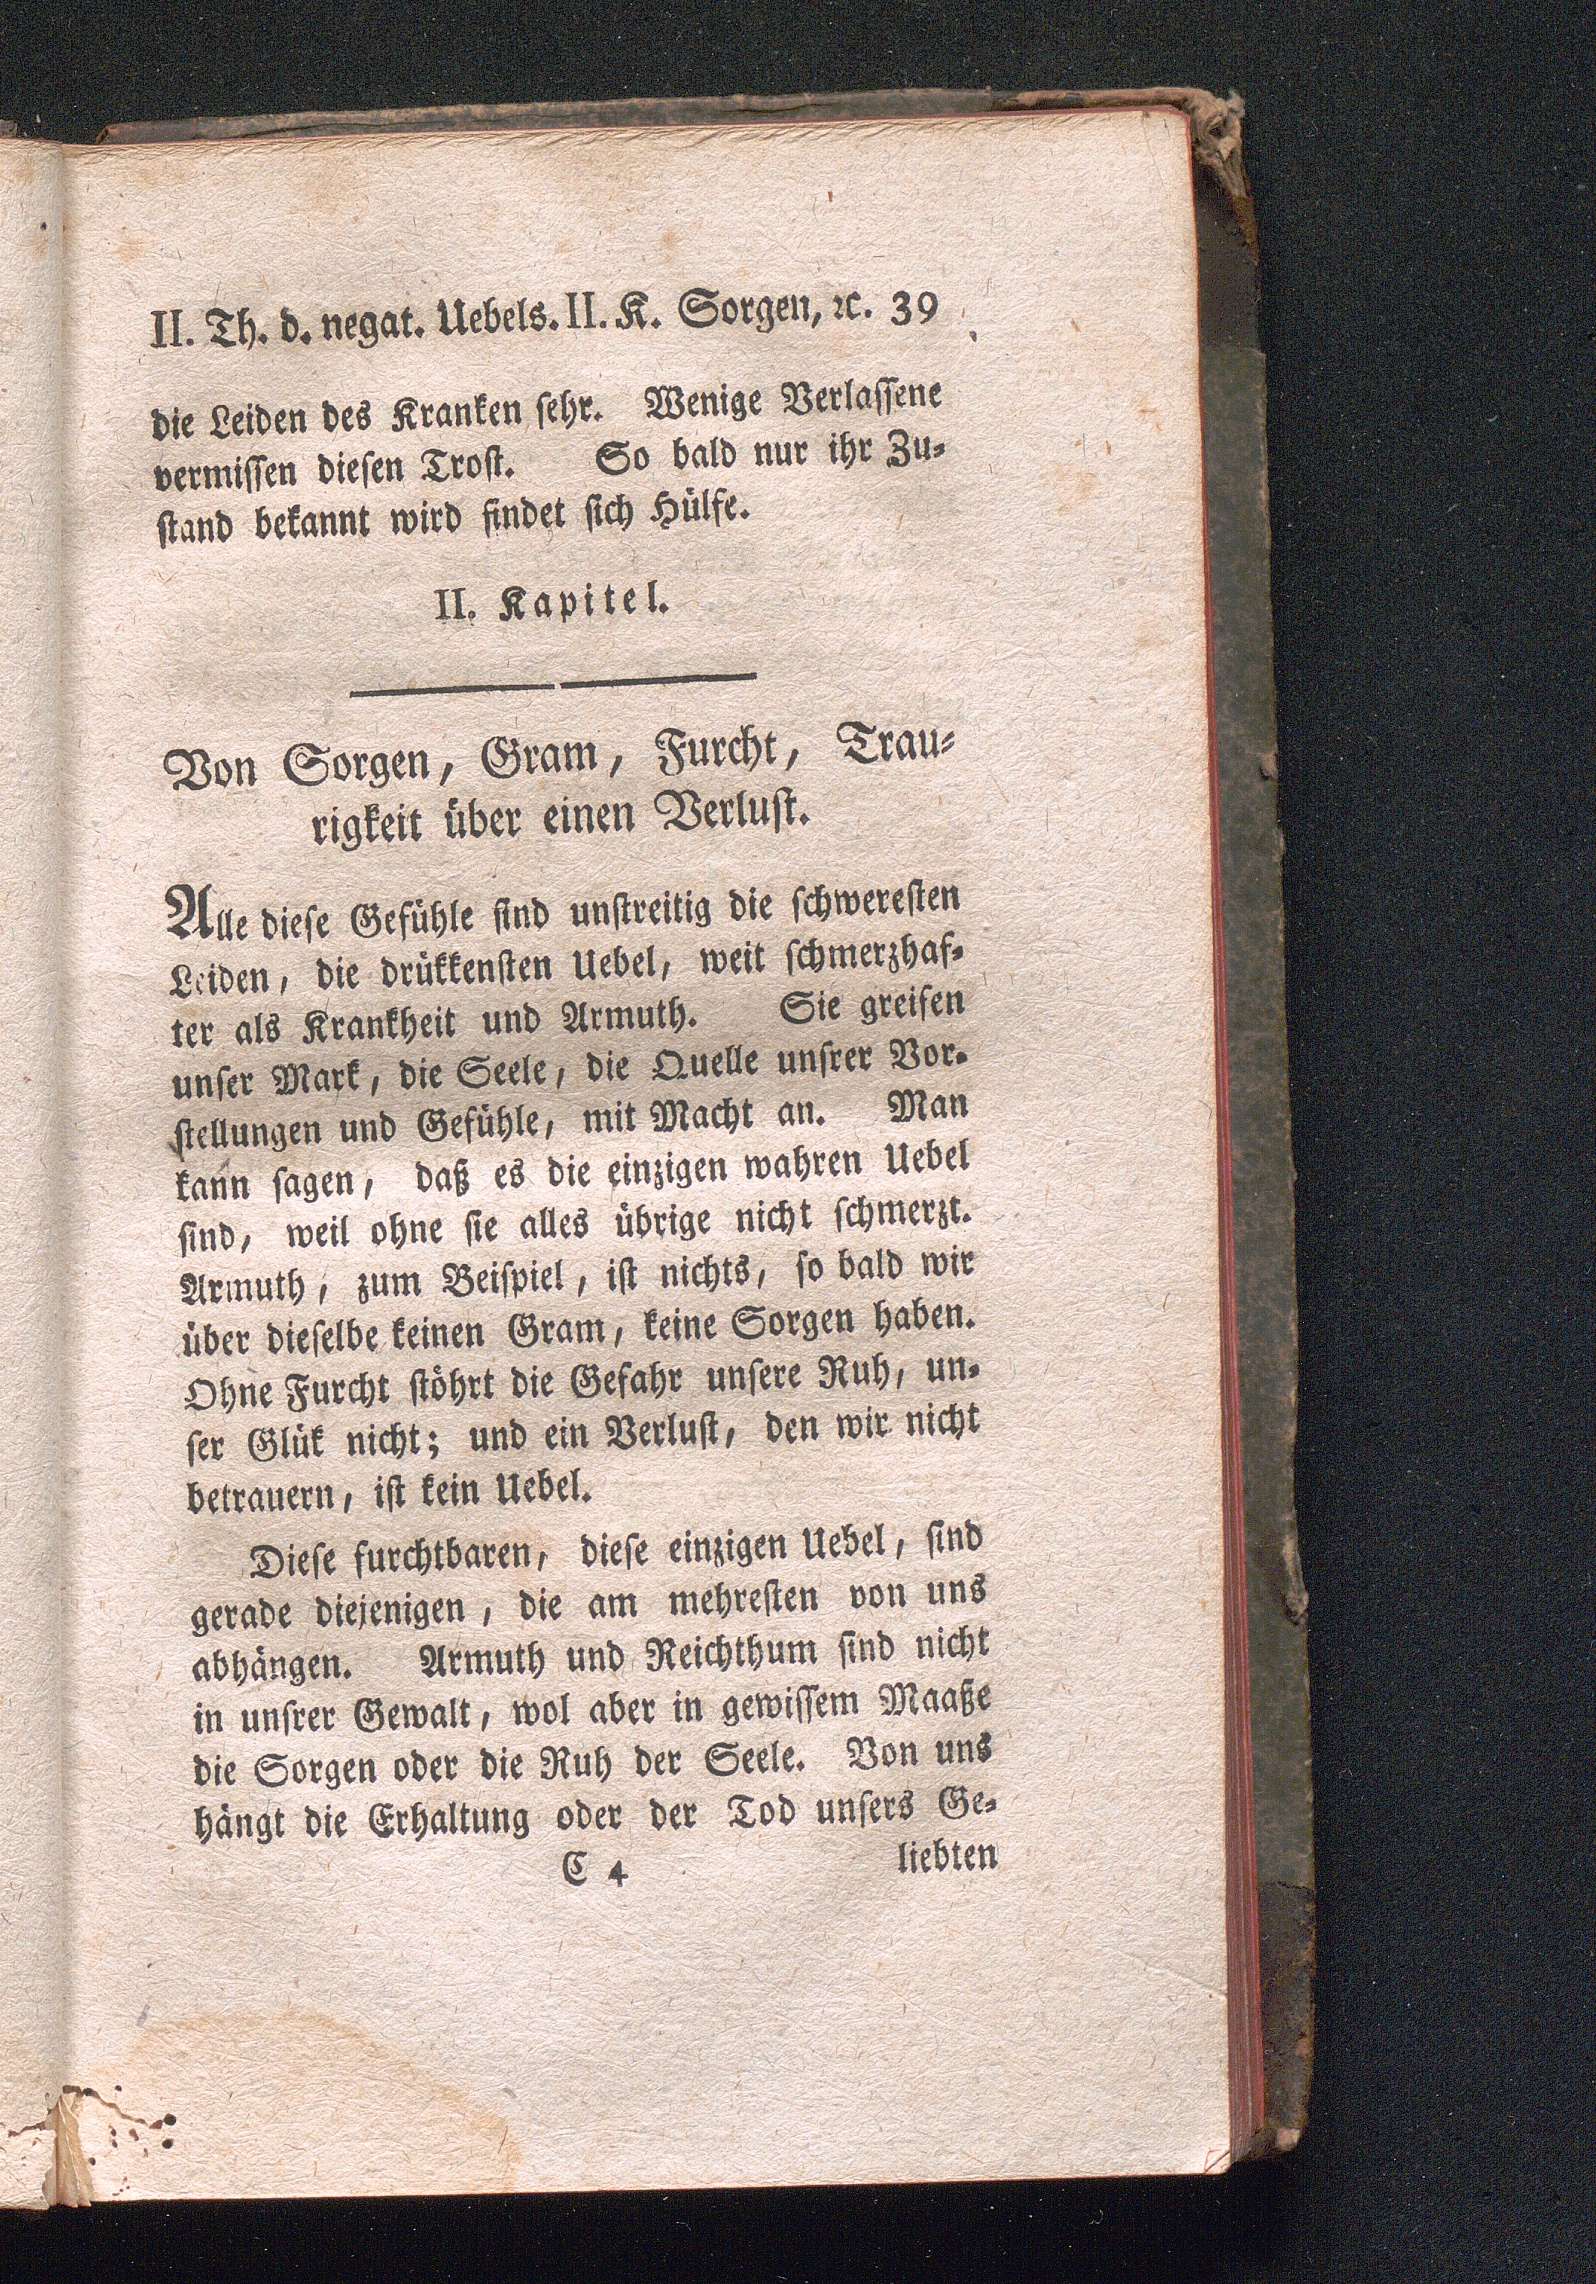 II. Th. d. negat. Uebels. II. K. Sorgen, ꝛc. 39
die Leiden des Kranken ſehr. Wenige Verlaſſene
vermiſſen dieſen Troſt. So bald nur ihr Zu⸗
ſtand bekannt wird findet ſich Hülfe.
II. Kapitel.
Von Sorgen, Gram, Furcht, Trau⸗
rigkeit über einen Verluſt.
Alle dieſe Gefühle ſind unſtreitig die ſchwereſten
Leiden, die drükkenſten Uebel, weit ſchmerzhaf⸗
ter als Krankheit und Armuth. Sie greifen
unſer Mark, die Seele, die Quelle unſrer Vor⸗
ſtellungen und Gefühle, mit Macht an. Man
kann ſagen, daß es die einzigen wahren Uebel
ſind, weil ohne ſie alles übrige nicht ſchmerzt.
Armuth, zum Beiſpiel, iſt nichts, ſo bald wir
über dieſelbe keinen Gram, keine Sorgen haben.
Ohne Furcht ſtöhrt die Gefahr unſere Ruh, un⸗
ſer Glük nicht; und ein Verluſt, den wir nicht
betrauern, iſt kein Uebel.
Dieſe furchtbaren, dieſe einzigen Uebel, ſind
gerade diejenigen, die am mehreſten von uns
abhängen. Armuth und Reichthum ſind nicht
in unſrer Gewalt, wol aber in gewiſſem Maaße
die Sorgen oder die Ruh der Seele. Von uns
hängt die Erhaltung oder der Tod unſers Ge⸗
C 4 liebten